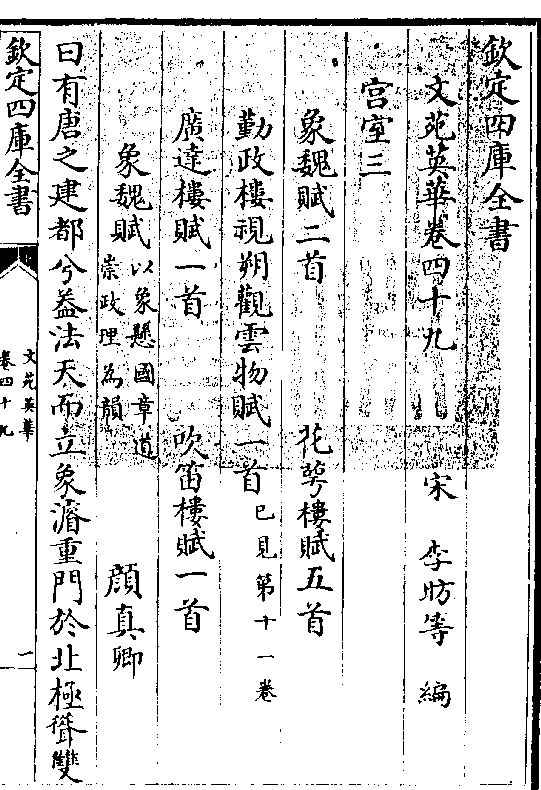 欽定四庫全書
文苑英華卷四十九 宋 李昉等 編
宮室三
象魏賦二首 花萼樓賦五首
勤政樓視朔觀雲物賦一首 已見第十一卷
廣達樓賦一首 吹笛樓賦一首
象魏賦 以象懸國章道崇政理為韻 顔真卿
曰有唐之建都兮益法天而立象濬重門於北極聳雙
欽定四庫全書
文苑英華
卷四十九
一